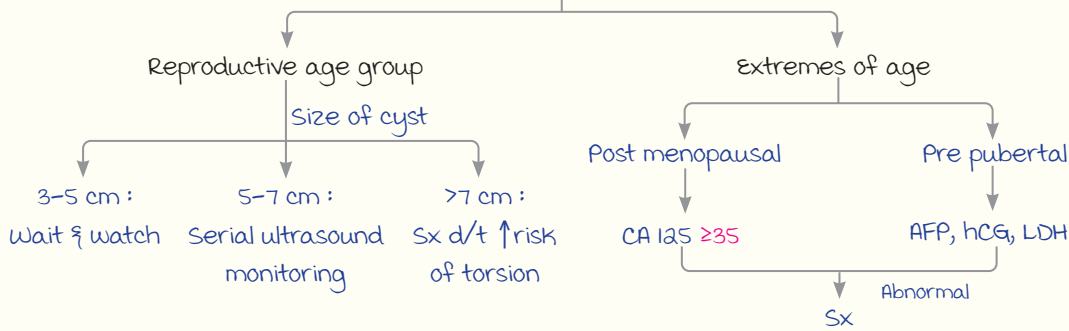 Reproductive age group
Extremes of age
Size of cyst
Post menopausal
Pre pubertal
3-5 cm :
Wait & watch
5-7 cm :
Serial ultrasound
monitoring
>7 cm :
Sx d/t ↑ risk
of torsion
CA 125 ≥35
AFP, hCG, LDH
Abnormal
Sx